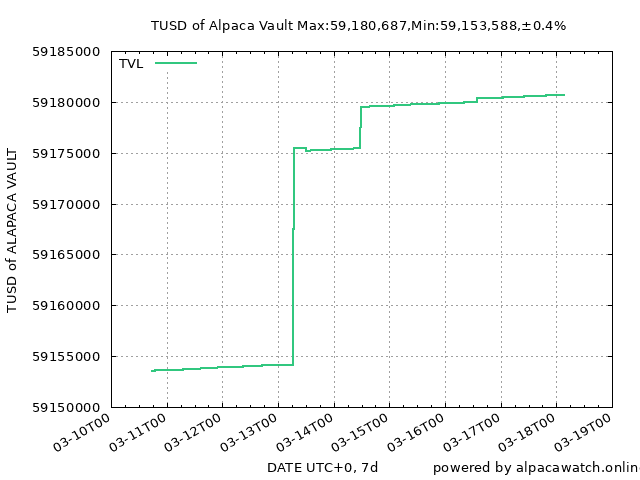 TUSD of Alpaca Vault Max:59,180,687,Min:59,153,588,±0.4%
TVL
59185000
59180000
59175000
59170000
59165000
59160000
59155000
59150000
TUSD of ALAPACA VAULT
03-10T00
03-11T00
03-12T00
03-13T00
03-14T00
03-15T00
03-16T00
03-17T00
03-18T00
03-19T00
DATE UTC+0, 7d
powered by alpacawatch.onlin